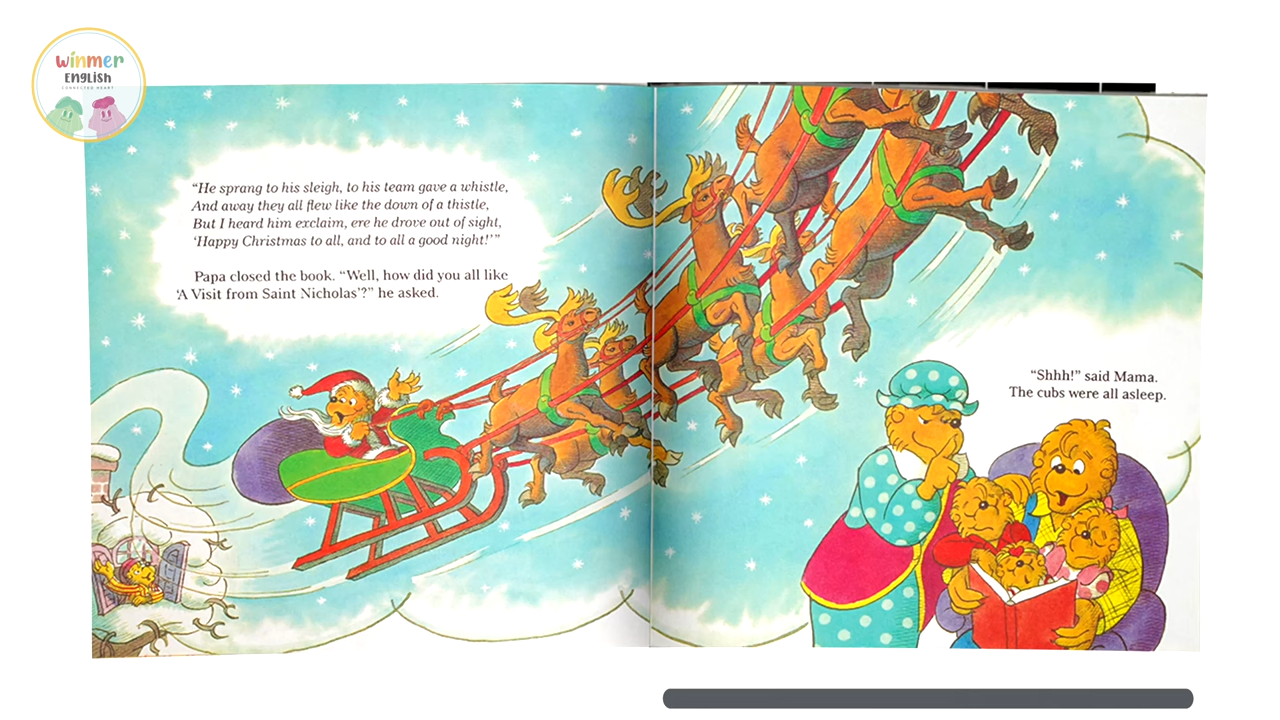 winmer
ENGLISH
CONNECTED HEART
“He sprang to his sleigh, to his team gave a whistle,
And away they all flew like the down of a thistle,
But I heard him exclaim, ere he drove out of sight,
‘Happy Christmas to all, and to all a good night!’”
Papa closed the book. “Well, how did you all like
‘A Visit from Saint Nicholas’?” he asked.
“Shhh!” said Mama.
The cubs were all asleep.